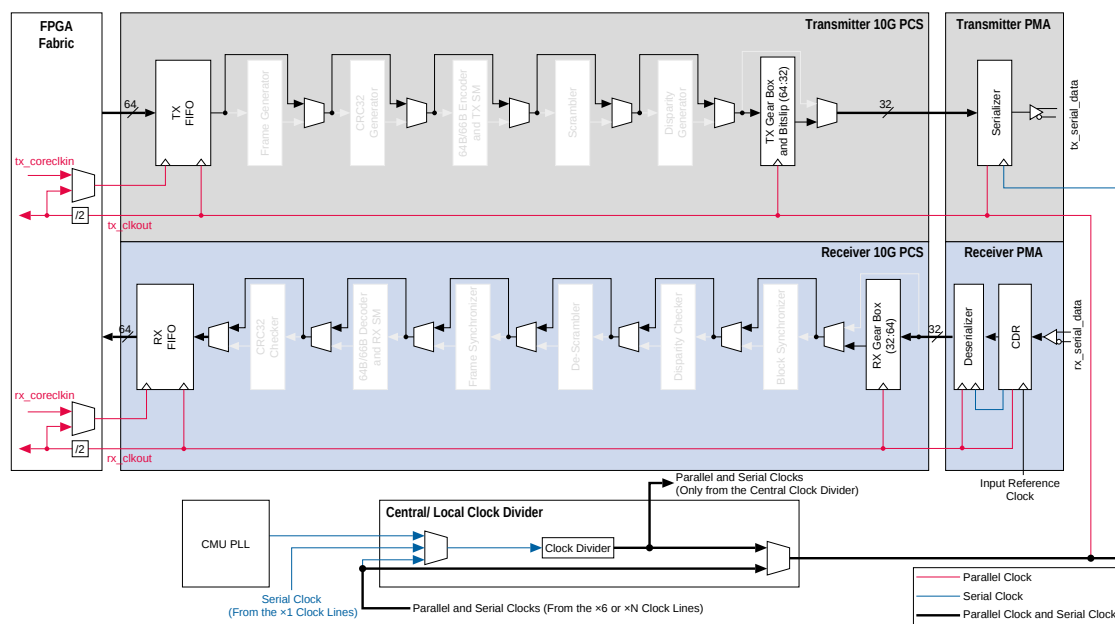 FPGA
Fabric
Transmitter 10G PCS
Transmitter PMA
64
TX
FIFO
Frame Generator
CRC32
Generator
64B/66B Encoder
and TX SM
Scrambler
Disparity
Generator
TX Gear Box
and Bitslip (64:32)
32
Serializer
tx_serial_data
tx_coreclkin
/2
tx_clkout
Receiver 10G PCS
Receiver PMA
64
RX
FIFO
CRC32
Checker
64B/66B Decoder
and RX SM
Frame Synchronizer
De-Scrambler
Disparity Checker
Block Synchronizer
RX Gear Box
(32:64)
32
Deserializer
CDR
rx_serial_data
rx_coreclkin
/2
rx_clkout
Input Reference
Clock
Parallel and Serial Clocks
(Only from the Central Clock Divider)
Central/ Local Clock Divider
CMU PLL
Clock Divider
Serial Clock
(From the ×1 Clock Lines)
Parallel and Serial Clocks (From the ×6 or ×N Clock Lines)
Parallel Clock
Serial Clock
Parallel Clock and Serial Clock